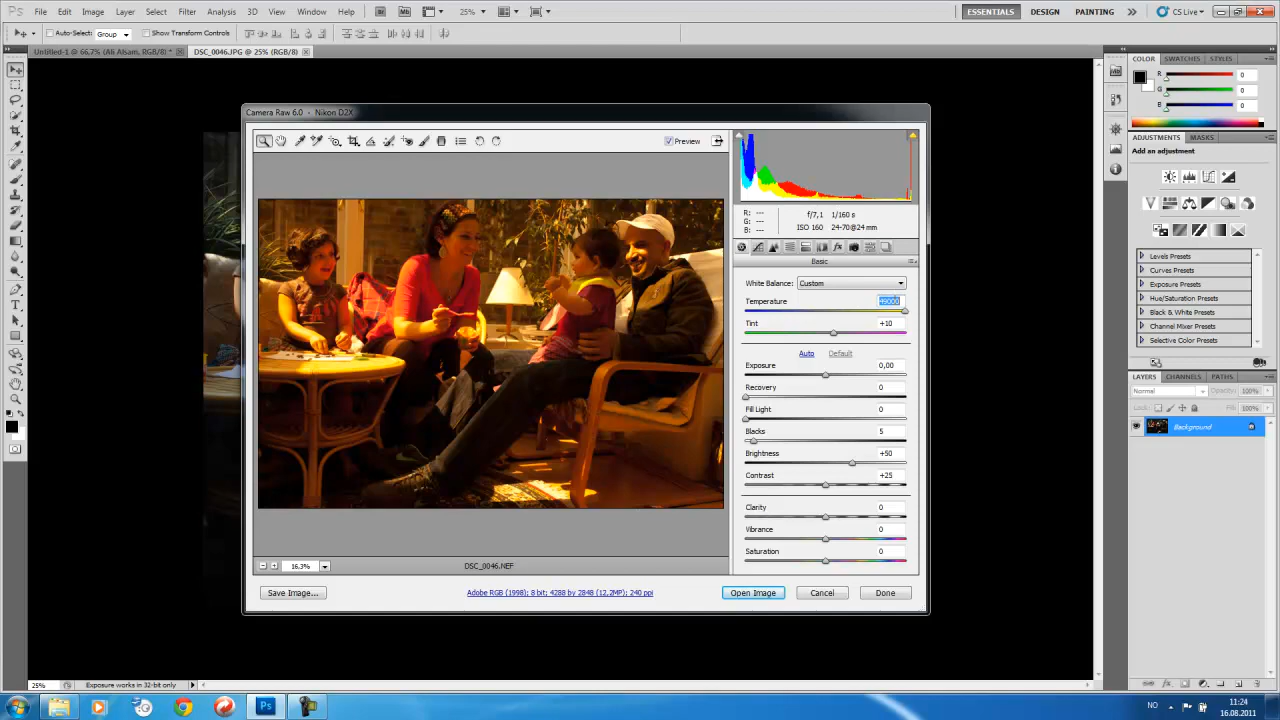 Ps File Edit Image Layer Select Filter Analysis 3D View Window Help Br Mb 25% ESSENTIALS DESIGN PAINTING CS Live
Auto-Select: Group Show Transform Controls
Untitled-1 @ 66,7% (Ali Alsam, RGB/8) * DSC_0046.JPG @ 25% (RGB/8)
Camera Raw 6.0 - Nikon D2X
Preview
R: ---
G: ---
B: ---
f/7,1 1/160 s
ISO 160 24-70@24 mm
Basic
White Balance: Custom
Temperature 49000
Tint +10
Auto Default
Exposure 0,00
Recovery 0
Fill Light 0
Blacks 5
Brightness +50
Contrast +25
Clarity 0
Vibrance 0
Saturation 0
16,3% DSC_0046.NEF
Save Image... Adobe RGB (1998); 8 bit; 4288 by 2848 (12,2MP); 240 ppi Open Image Cancel Done
COLOR SWATCHES STYLES
R 0
G 0
B 0
ADJUSTMENTS MASKS
Add an adjustment
Levels Presets
Curves Presets
Exposure Presets
Hue/Saturation Presets
Black & White Presets
Channel Mixer Presets
Selective Color Presets
LAYERS CHANNELS PATHS
Normal Opacity: 100%
Lock: Fill: 100%
Background
25% Exposure works in 32-bit only
Ps NO 11:24
16.08.2011